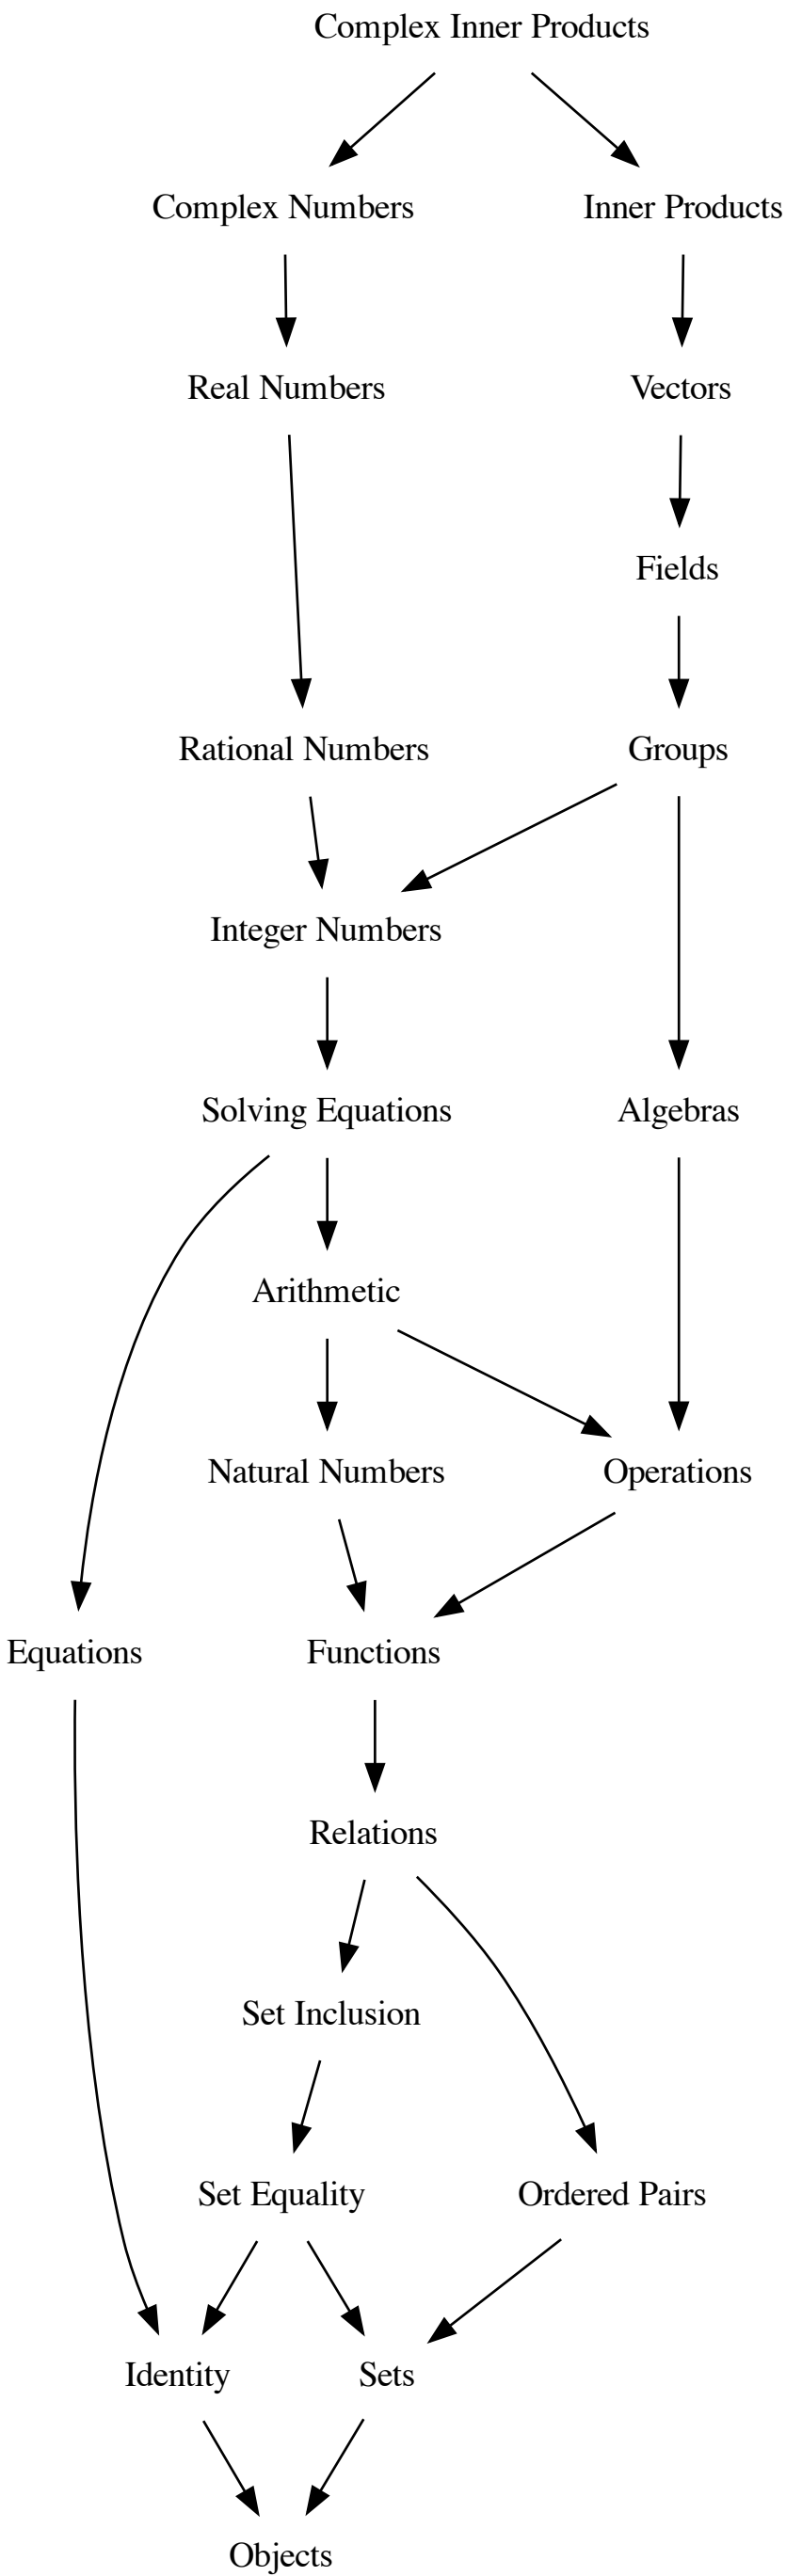 Complex Inner Products
Complex Numbers
Inner Products
Real Numbers
Vectors
Fields
Rational Numbers
Groups
Integer Numbers
Solving Equations
Algebras
Arithmetic
Natural Numbers
Operations
Equations
Functions
Relations
Set Inclusion
Set Equality
Ordered Pairs
Identity
Sets
Objects